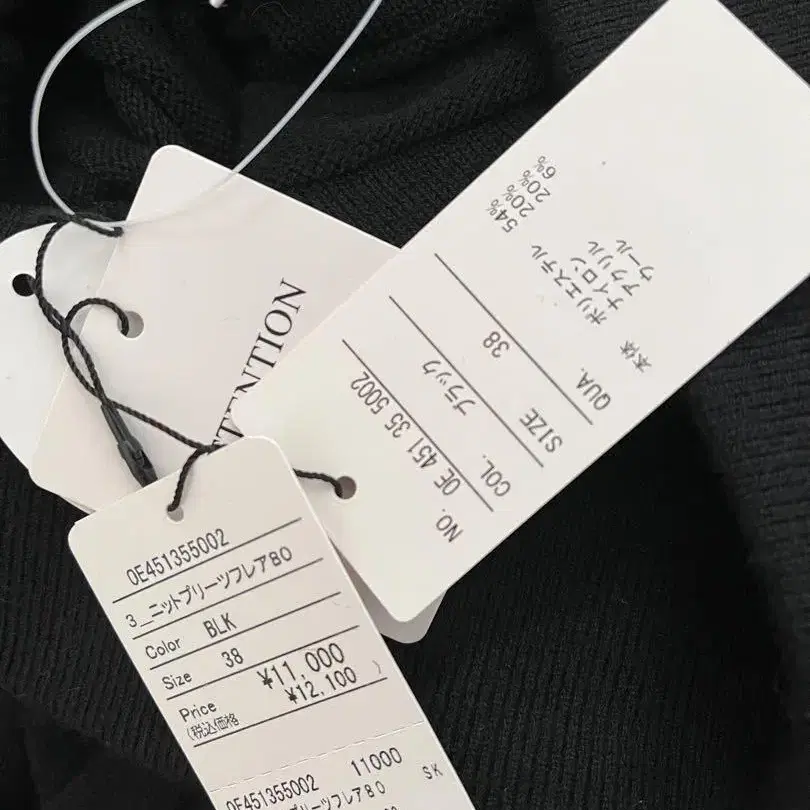 TENTION
NO. 0E 451 35 5002
COL. ブラック
SIZE 38
QUA.
本体 ポリエステル 54%
ナイロン 20%
アクリル 20%
ウール 6%
0E451355002
3_ニットプリーツフレア80
Color BLK
Size 38
Price ¥11,000
(税込価格 ¥12,100 )
0E451355002 11000
ニットプリーツフレア80 SK